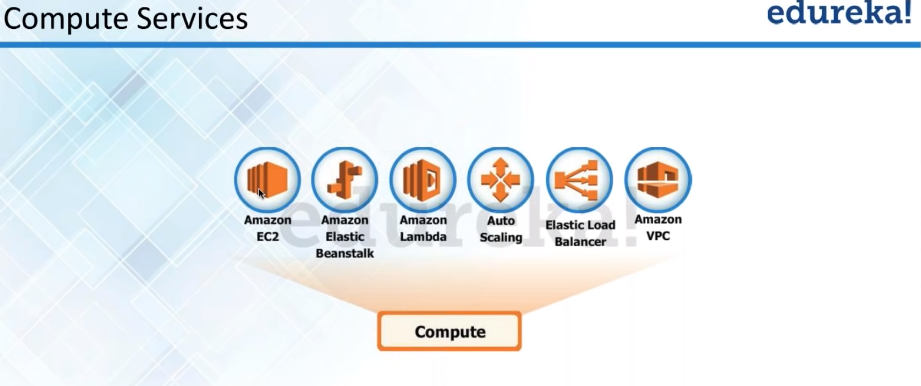 Compute Services
edureka!
Amazon
EC2
Amazon
Elastic
Beanstalk
Amazon
Lambda
Auto
Scaling
Elastic Load
Balancer
Amazon
VPC
edureka!
Compute